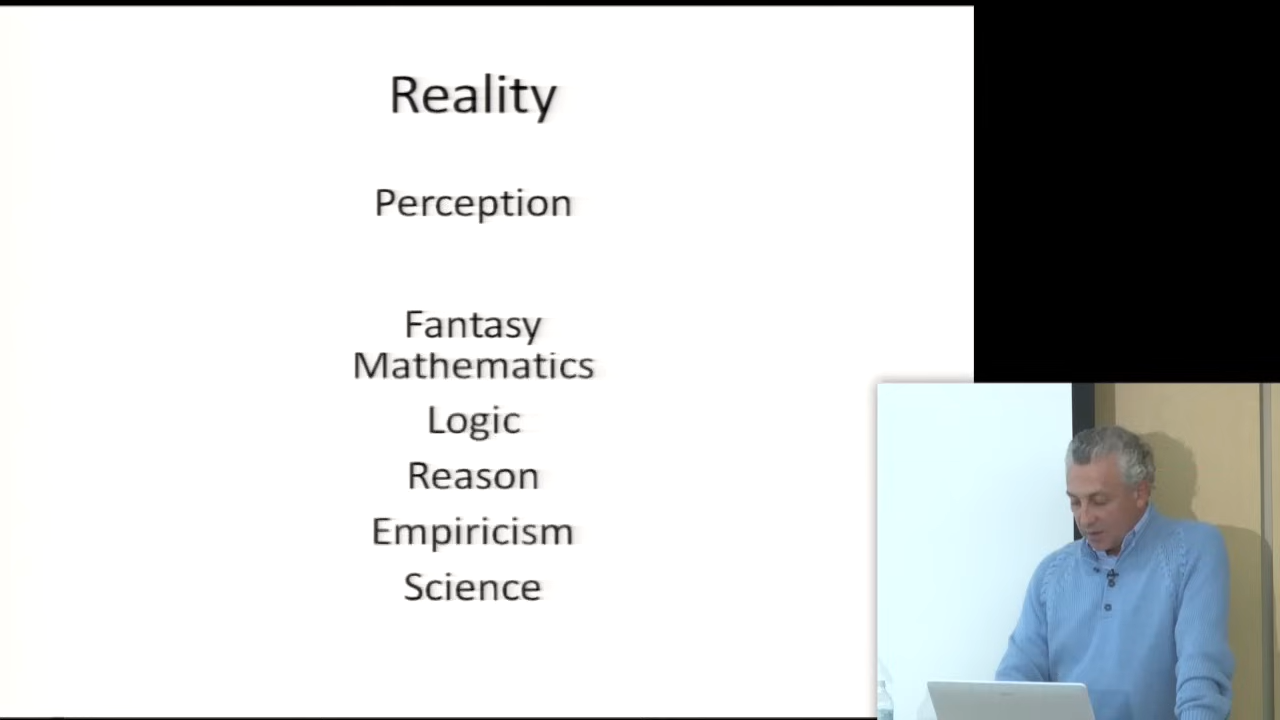 Reality
Perception
Fantasy
Mathematics
Logic
Reason
Empiricism
Science